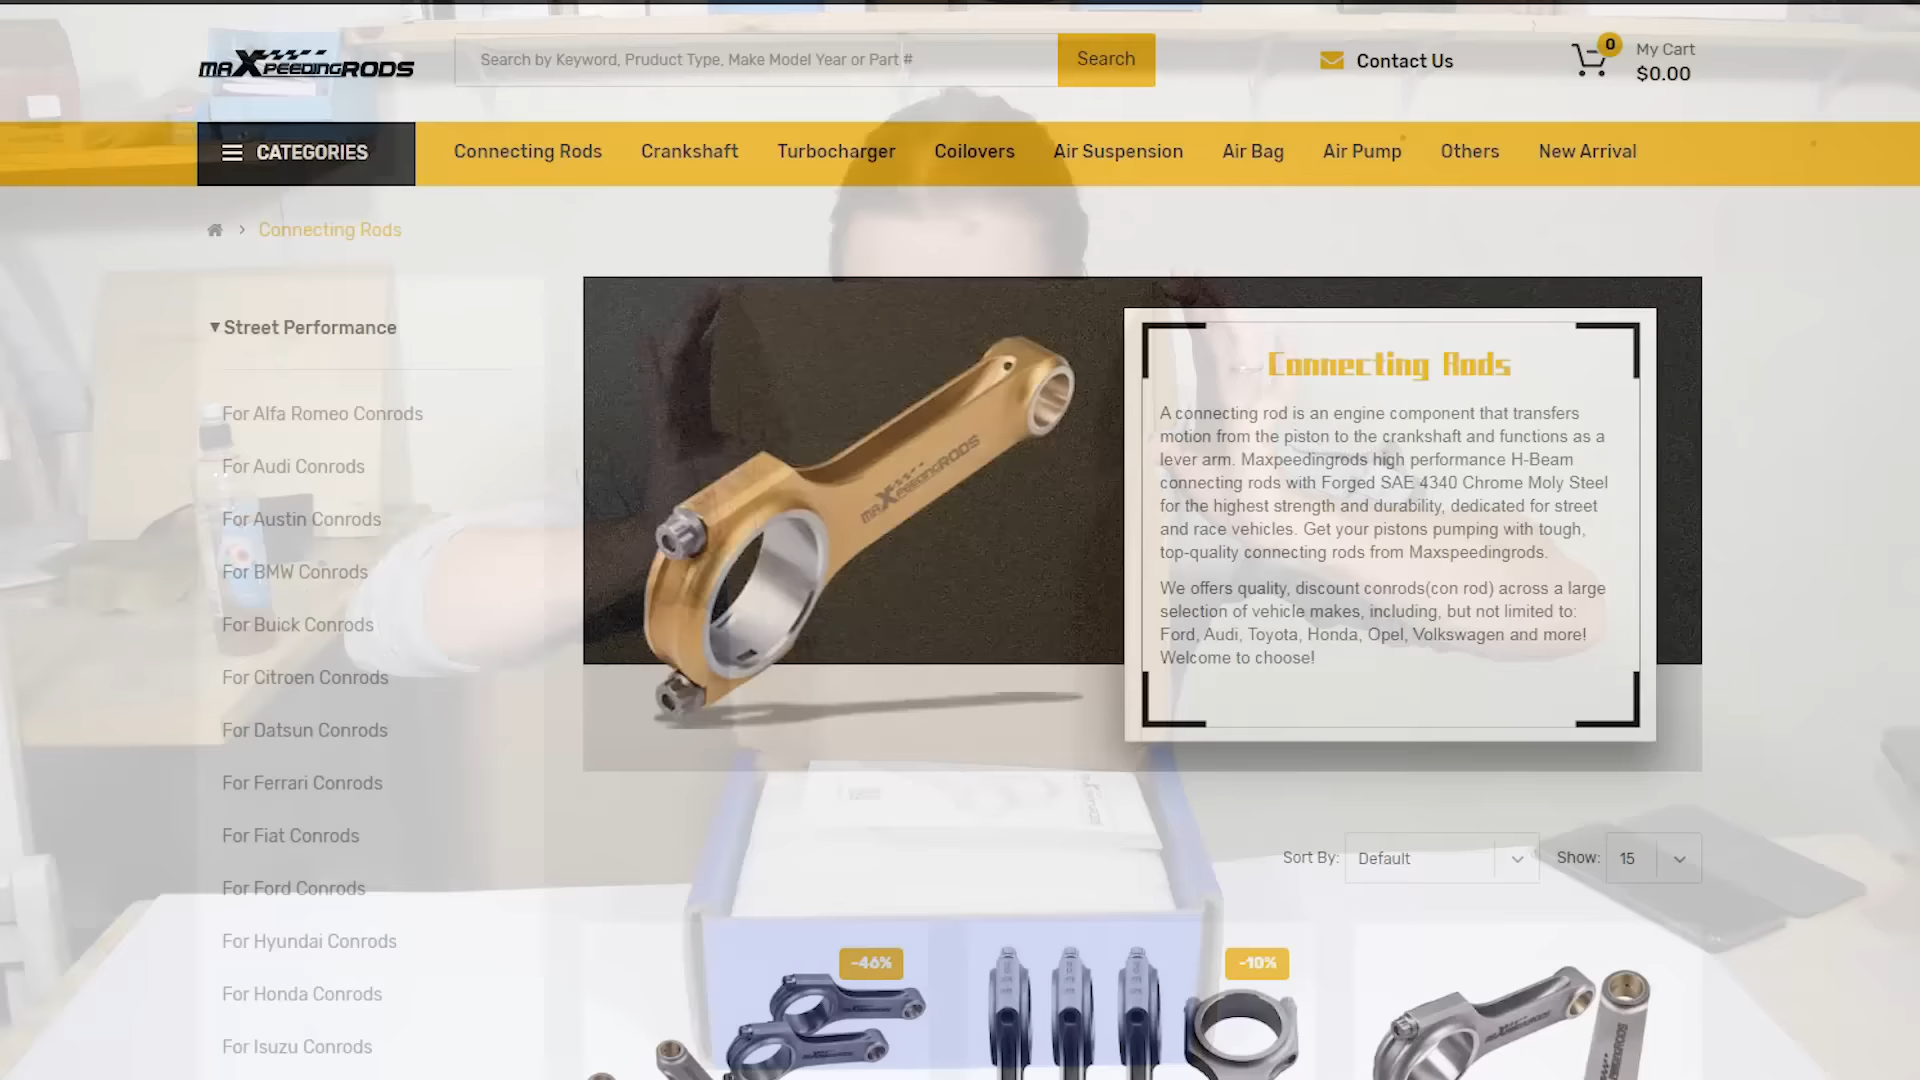 MAXPEEDINGRODS
Search by Keyword, Pruduct Type, Make Model Year or Part #
Search
Contact Us
0
My Cart
$0.00
CATEGORIES
Connecting Rods
Crankshaft
Turbocharger
Coilovers
Air Suspension
Air Bag
Air Pump
Others
New Arrival
Connecting Rods
Street Performance
For Alfa Romeo Conrods
For Audi Conrods
For Austin Conrods
For BMW Conrods
For Buick Conrods
For Citroen Conrods
For Datsun Conrods
For Ferrari Conrods
For Fiat Conrods
For Ford Conrods
For Hyundai Conrods
For Honda Conrods
For Isuzu Conrods
MAXPEEDINGRODS
Connecting Rods
A connecting rod is an engine component that transfers
motion from the piston to the crankshaft and functions as a
lever arm. Maxpeedingrods high performance H-Beam
connecting rods with Forged SAE 4340 Chrome Moly Steel
for the highest strength and durability, dedicated for street
and race vehicles. Get your pistons pumping with tough,
top-quality connecting rods from Maxspeedingrods.
We offers quality, discount conrods(con rod) across a large
selection of vehicle makes, including, but not limited to:
Ford, Audi, Toyota, Honda, Opel, Volkswagen and more!
Welcome to choose!
Sort By:
Default
Show:
15
-46%
-10%